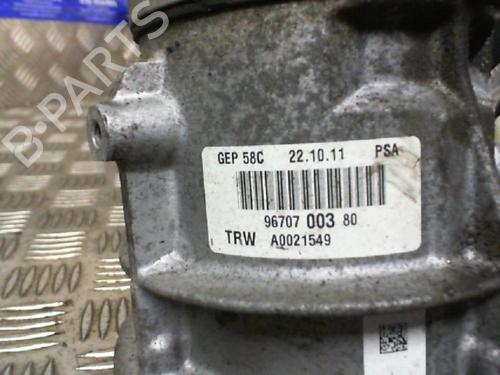 B-PARTS
GEP 58C 22.10.11 PSA
96707 003 80
TRW A0021549